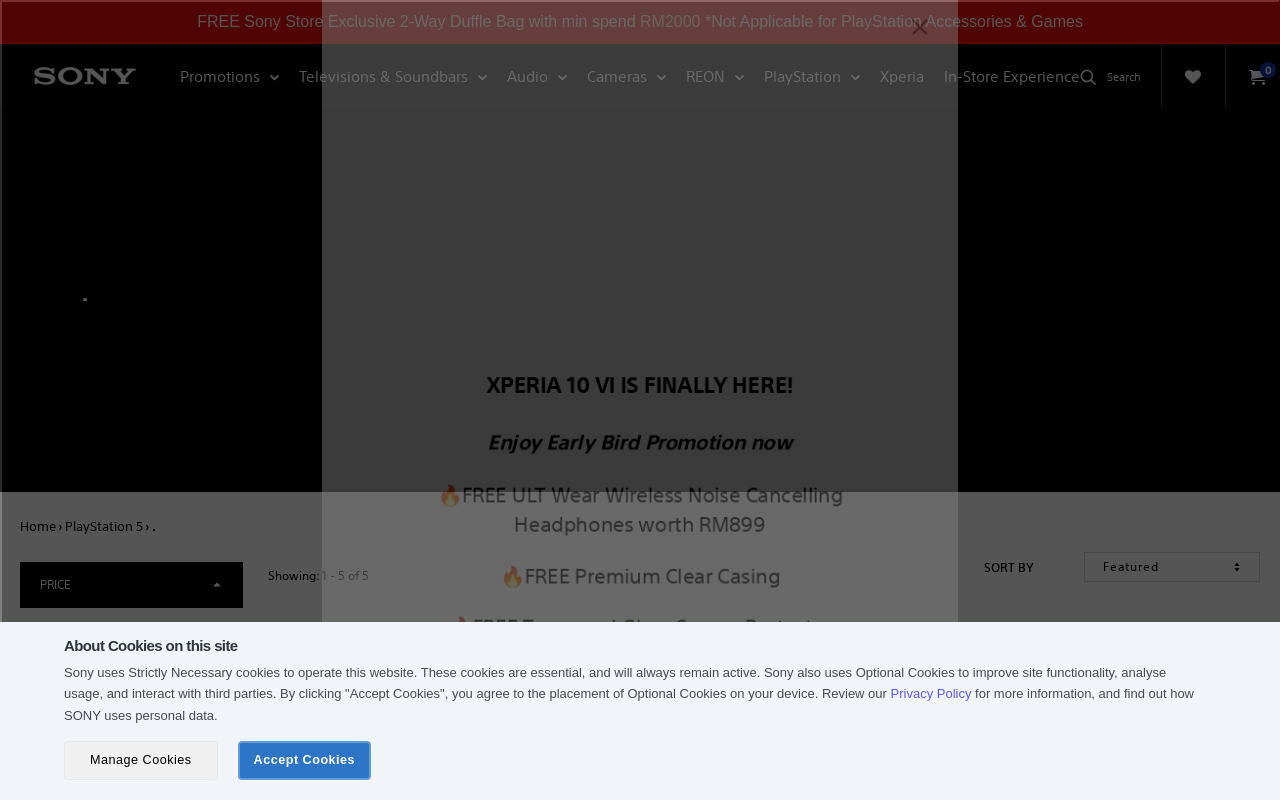 FREE Sony Store Exclusive 2-Way Duffle Bag with min spend RM2000 *Not Applicable for PlayStation Accessories & Games
SONY Promotions Televisions & Soundbars Audio Cameras REON PlayStation Xperia In-Store Experience Search 0
XPERIA 10 VI IS FINALLY HERE!
Enjoy Early Bird Promotion now
🔥FREE ULT Wear Wireless Noise Cancelling
Headphones worth RM899
🔥FREE Premium Clear Casing
Home › PlayStation 5 › .
PRICE
Showing: 1 - 5 of 5
SORT BY Featured
About Cookies on this site
Sony uses Strictly Necessary cookies to operate this website. These cookies are essential, and will always remain active. Sony also uses Optional Cookies to improve site functionality, analyse
usage, and interact with third parties. By clicking "Accept Cookies", you agree to the placement of Optional Cookies on your device. Review our Privacy Policy for more information, and find out how
SONY uses personal data.
Manage Cookies Accept Cookies